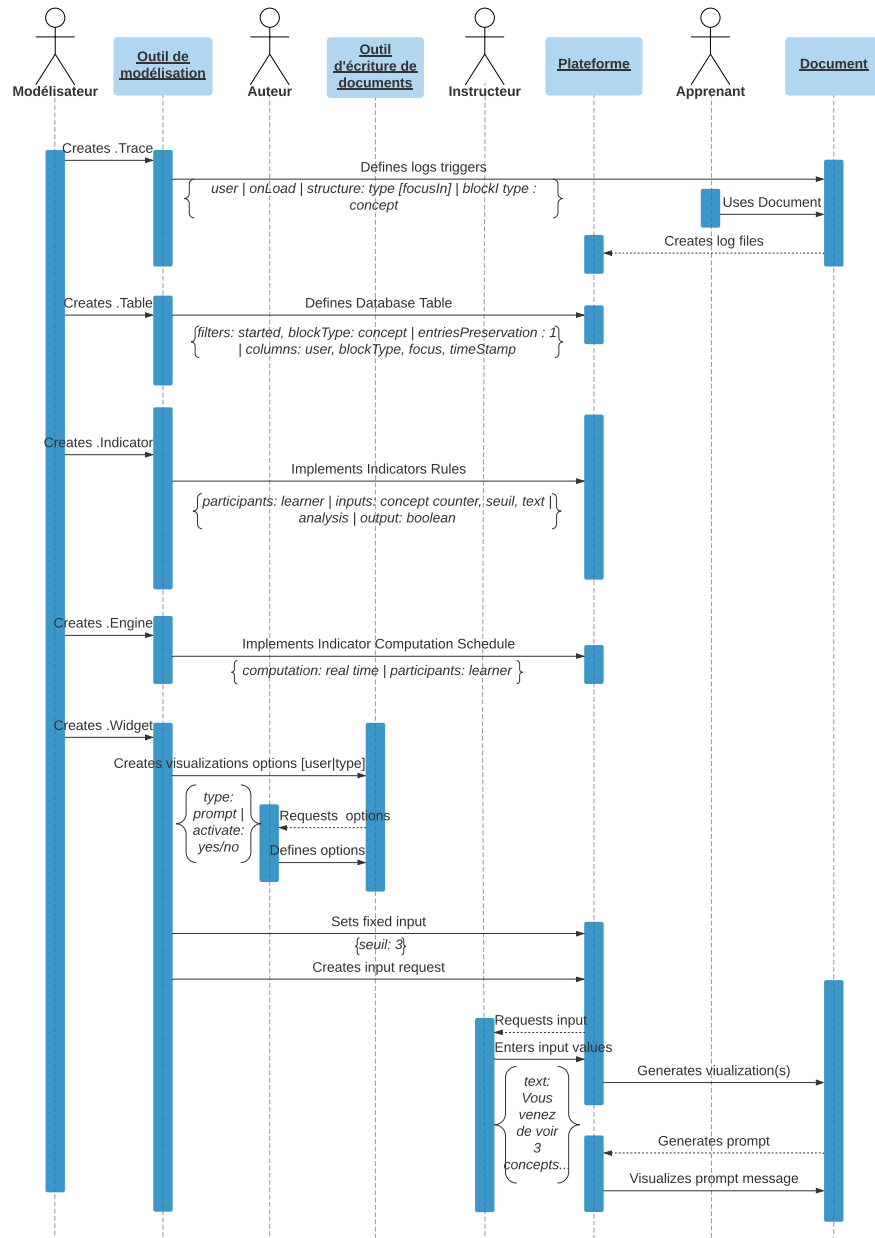 Modélisateur
Outil de
modélisation
Auteur
Outil
d'écriture de
documents
Instructeur
Plateforme
Apprenant
Document
Creates .Trace
Defines logs triggers
user | onLoad | structure: type [focusIn] | blockI type :
concept
Uses Document
Creates log files
Creates .Table
Defines Database Table
filters: started, blockType: concept | entriesPreservation : 1
| columns: user, blockType, focus, timeStamp
Creates .Indicator
Implements Indicators Rules
participants: learner | inputs: concept counter, seuil, text |
analysis | output: boolean
Creates .Engine
Implements Indicator Computation Schedule
computation: real time | participants: learner
Creates .Widget
Creates visualizations options [user|type]
type:
prompt |
activate:
yes/no
Requests  options
Defines options
Sets fixed input
{seuil: 3}
Creates input request
Requests input
Enters input values
Generates viualization(s)
text:
Vous
venez
de voir
3
concepts...
Generates prompt
Visualizes prompt message